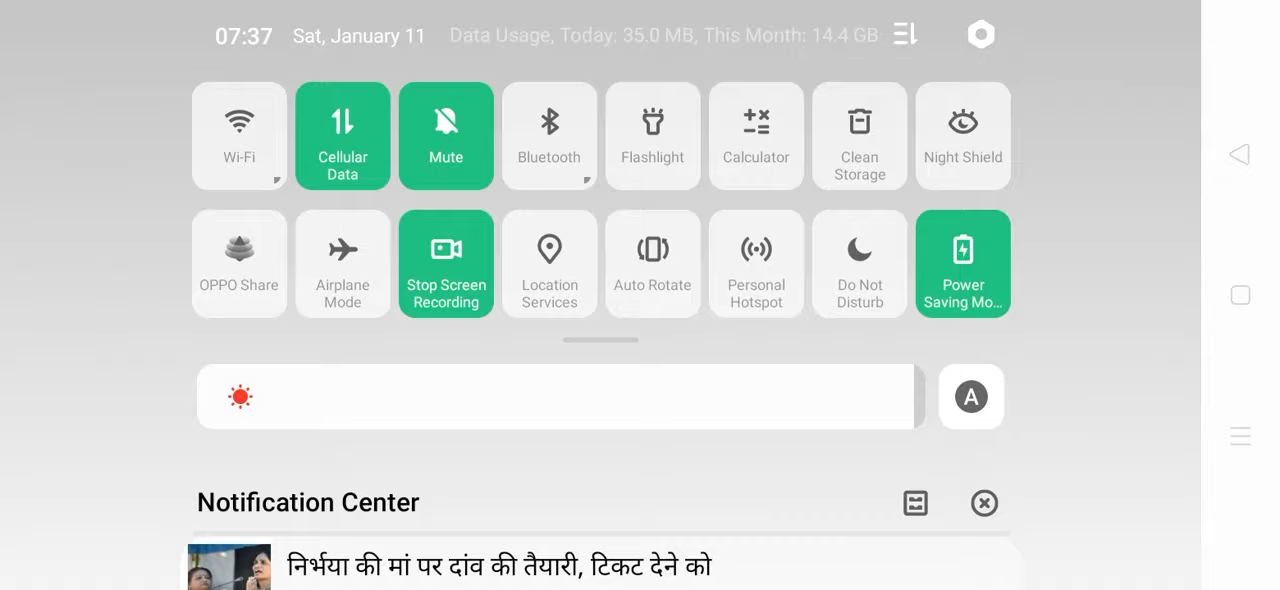 07:37 Sat, January 11 Data Usage, Today: 35.0 MB, This Month: 14.4 GB
Wi-Fi
Cellular
Data
Mute
Bluetooth
Flashlight
Calculator
Clean
Storage
Night Shield
OPPO Share
Airplane
Mode
Stop Screen
Recording
Location
Services
Auto Rotate
Personal
Hotspot
Do Not
Disturb
Power
Saving Mo...
A
Notification Center
निर्भया की मां पर दांव की तैयारी, टिकट देने को